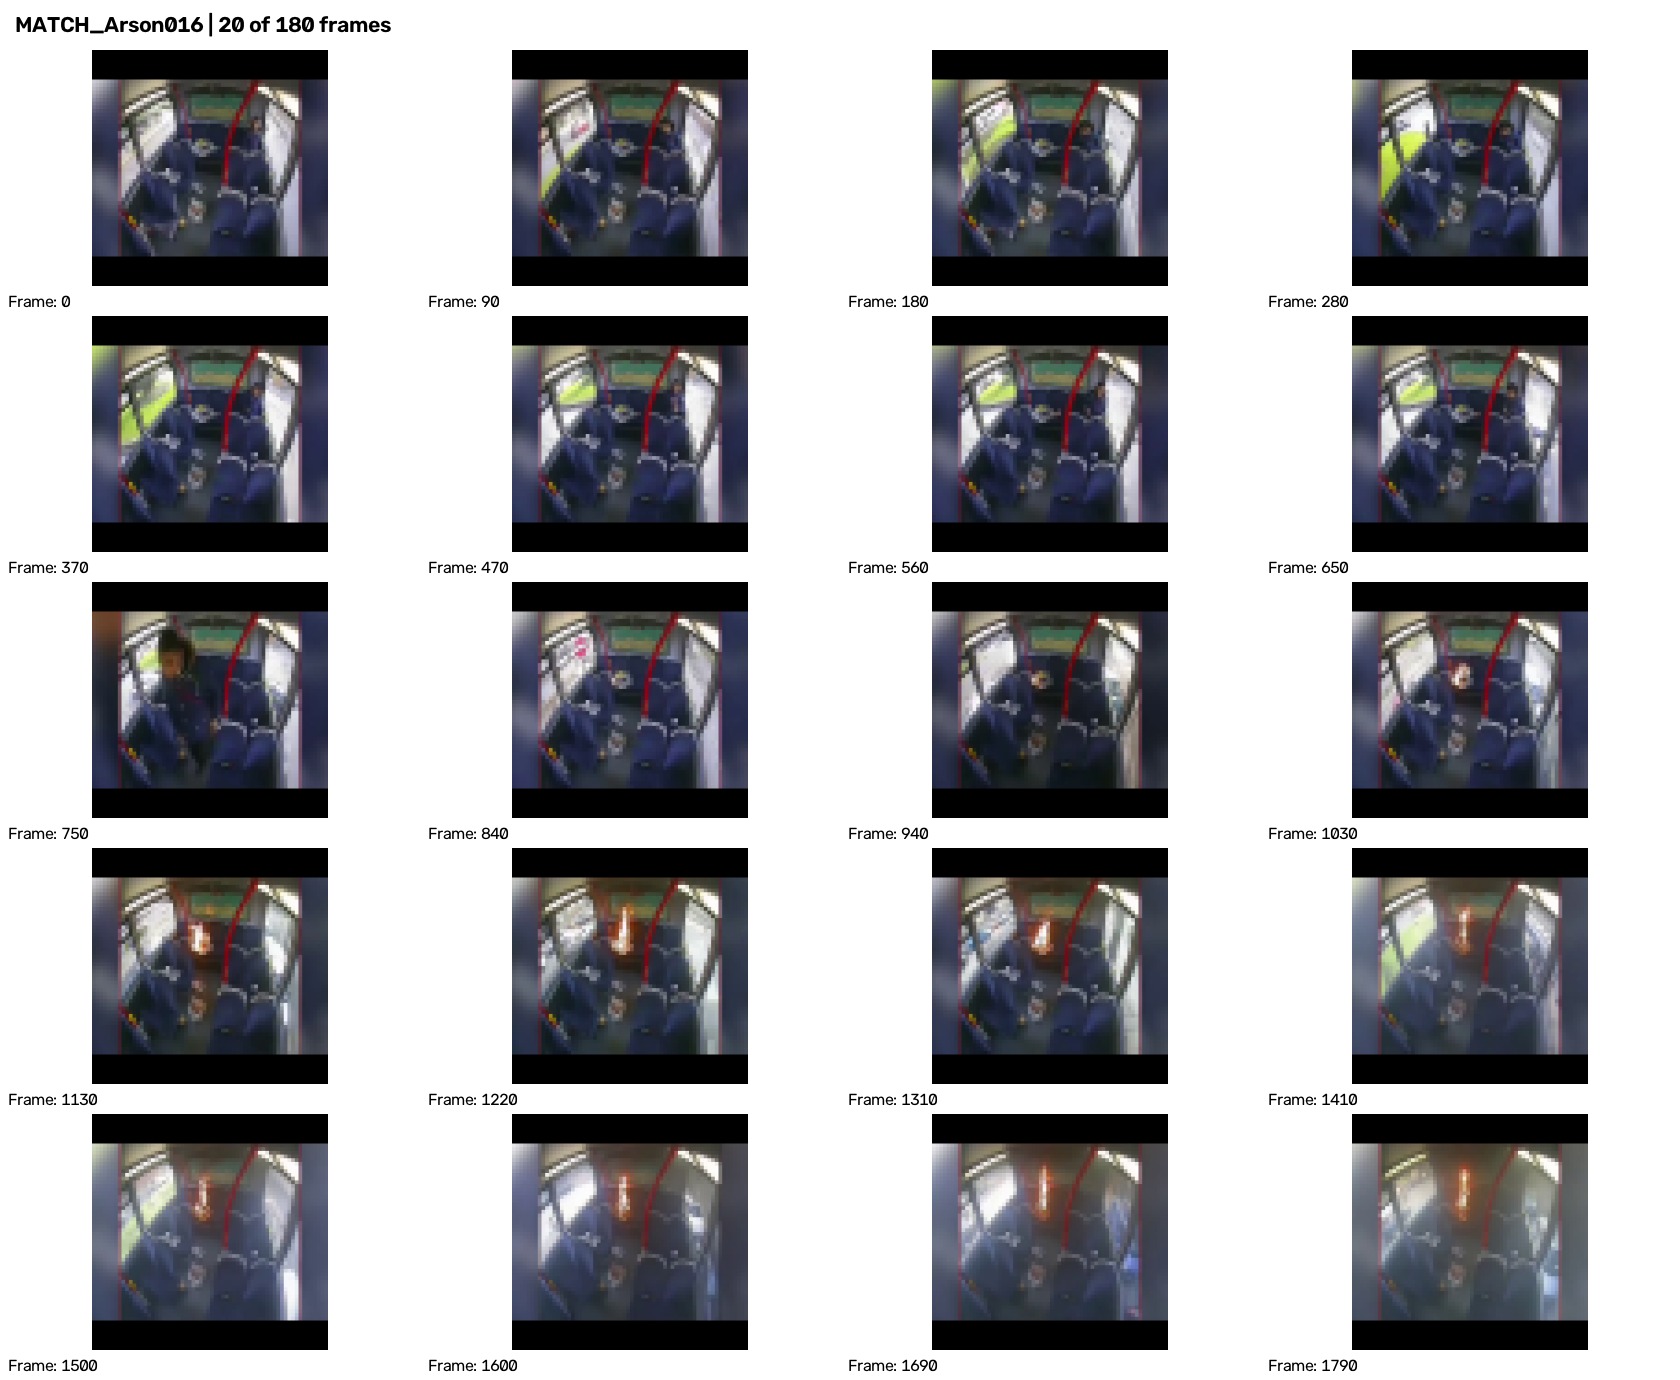 MATCH_Arson016 | 20 of 180 frames
Frame: 0
Frame: 90
Frame: 180
Frame: 280
Frame: 370
Frame: 470
Frame: 560
Frame: 650
Frame: 750
Frame: 840
Frame: 940
Frame: 1030
Frame: 1130
Frame: 1220
Frame: 1310
Frame: 1410
Frame: 1500
Frame: 1600
Frame: 1690
Frame: 1790